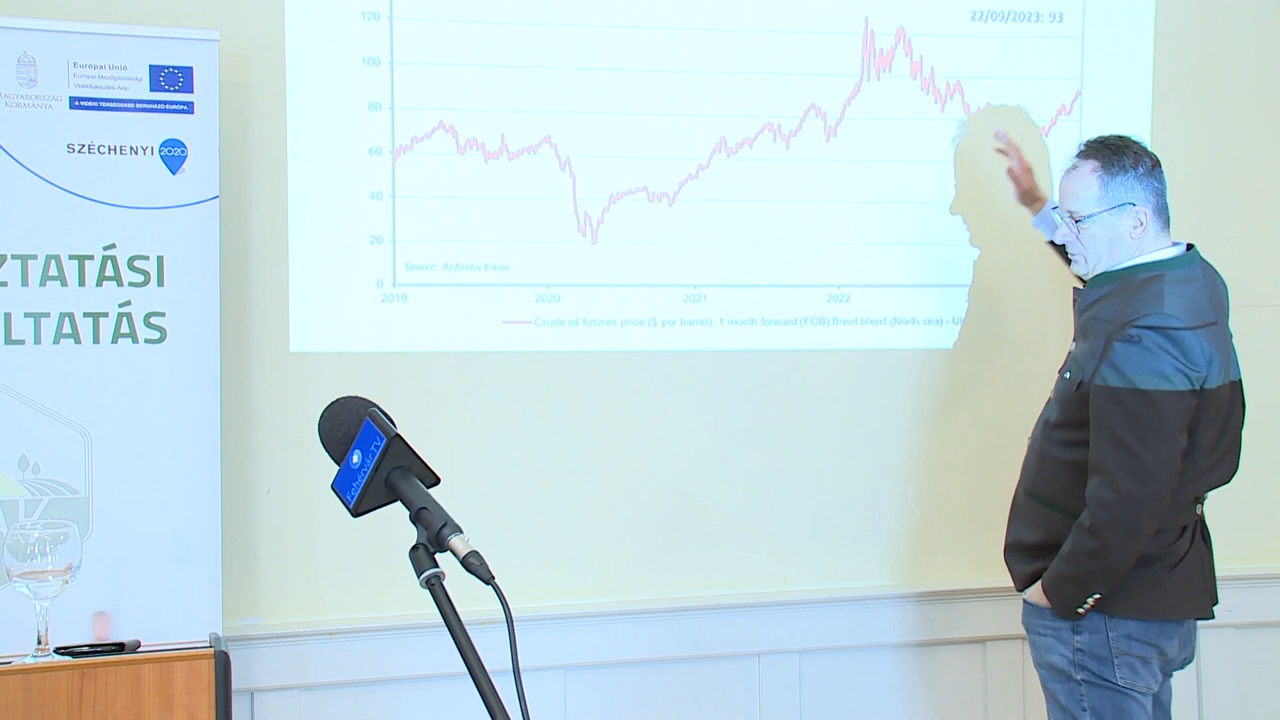 MAGYARORSZÁG
KORMÁNYA
Európai Unió
Európai Mezőgazdasági
Vidékfejlesztési Alap
A VIDÉKI TÉRSÉGEKBE BERUHÁZÓ EURÓPA
SZÉCHENYI 2020
ZTATÁSI
LTATÁS
22/09/2023: 93
120
100
80
60
40
20
0
Source: Refinitiv Eikon
2019 2020 2021 2022
Crude oil futures price ($ per barrel) 1 month forward (FOB) Brent blend (North sea) - UK
Fehérvár TV